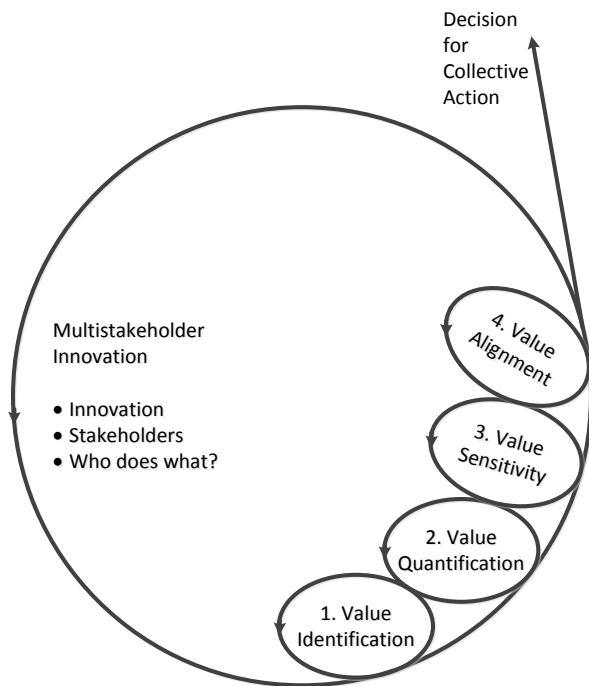 Decision
for
Collective
Action
Multistakeholder
Innovation
• Innovation
• Stakeholders
• Who does what?
4. Value
Alignment
3. Value
Sensitivity
2. Value
Quantification
1. Value
Identification